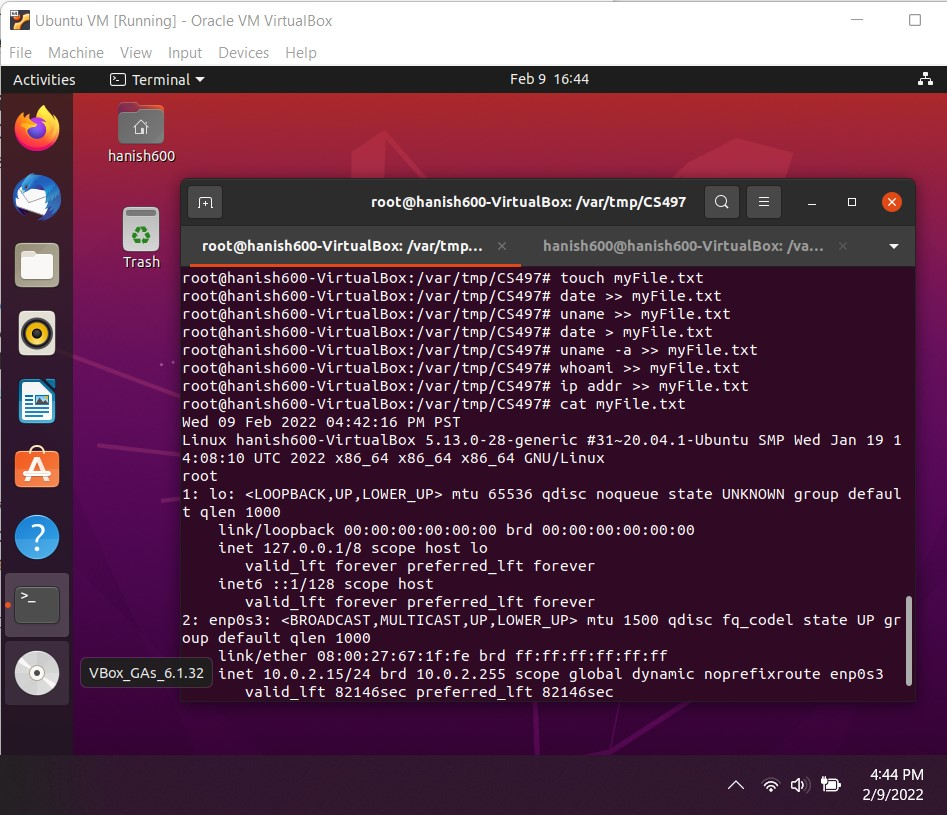 Ubuntu VM [Running] - Oracle VM VirtualBox
File Machine View Input Devices Help
Activities Terminal Feb 9 16:44
hanish600
Trash
root@hanish600-VirtualBox: /var/tmp/CS497
root@hanish600-VirtualBox: /var/tmp... hanish600@hanish600-VirtualBox: /va...
root@hanish600-VirtualBox:/var/tmp/CS497# touch myFile.txt
root@hanish600-VirtualBox:/var/tmp/CS497# date >> myFile.txt
root@hanish600-VirtualBox:/var/tmp/CS497# uname >> myFile.txt
root@hanish600-VirtualBox:/var/tmp/CS497# date > myFile.txt
root@hanish600-VirtualBox:/var/tmp/CS497# uname -a >> myFile.txt
root@hanish600-VirtualBox:/var/tmp/CS497# whoami >> myFile.txt
root@hanish600-VirtualBox:/var/tmp/CS497# ip addr >> myFile.txt
root@hanish600-VirtualBox:/var/tmp/CS497# cat myFile.txt
Wed 09 Feb 2022 04:42:16 PM PST
Linux hanish600-VirtualBox 5.13.0-28-generic #31~20.04.1-Ubuntu SMP Wed Jan 19 1
4:08:10 UTC 2022 x86_64 x86_64 x86_64 GNU/Linux
root
1: lo: <LOOPBACK,UP,LOWER_UP> mtu 65536 qdisc noqueue state UNKNOWN group defaul
t qlen 1000
    link/loopback 00:00:00:00:00:00 brd 00:00:00:00:00:00
    inet 127.0.0.1/8 scope host lo
       valid_lft forever preferred_lft forever
    inet6 ::1/128 scope host
       valid_lft forever preferred_lft forever
2: enp0s3: <BROADCAST,MULTICAST,UP,LOWER_UP> mtu 1500 qdisc fq_codel state UP gr
oup default qlen 1000
    link/ether 08:00:27:67:1f:fe brd ff:ff:ff:ff:ff:ff
    inet 10.0.2.15/24 brd 10.0.2.255 scope global dynamic noprefixroute enp0s3
       valid_lft 82146sec preferred_lft 82146sec
VBox_GAs_6.1.32
4:44 PM
2/9/2022